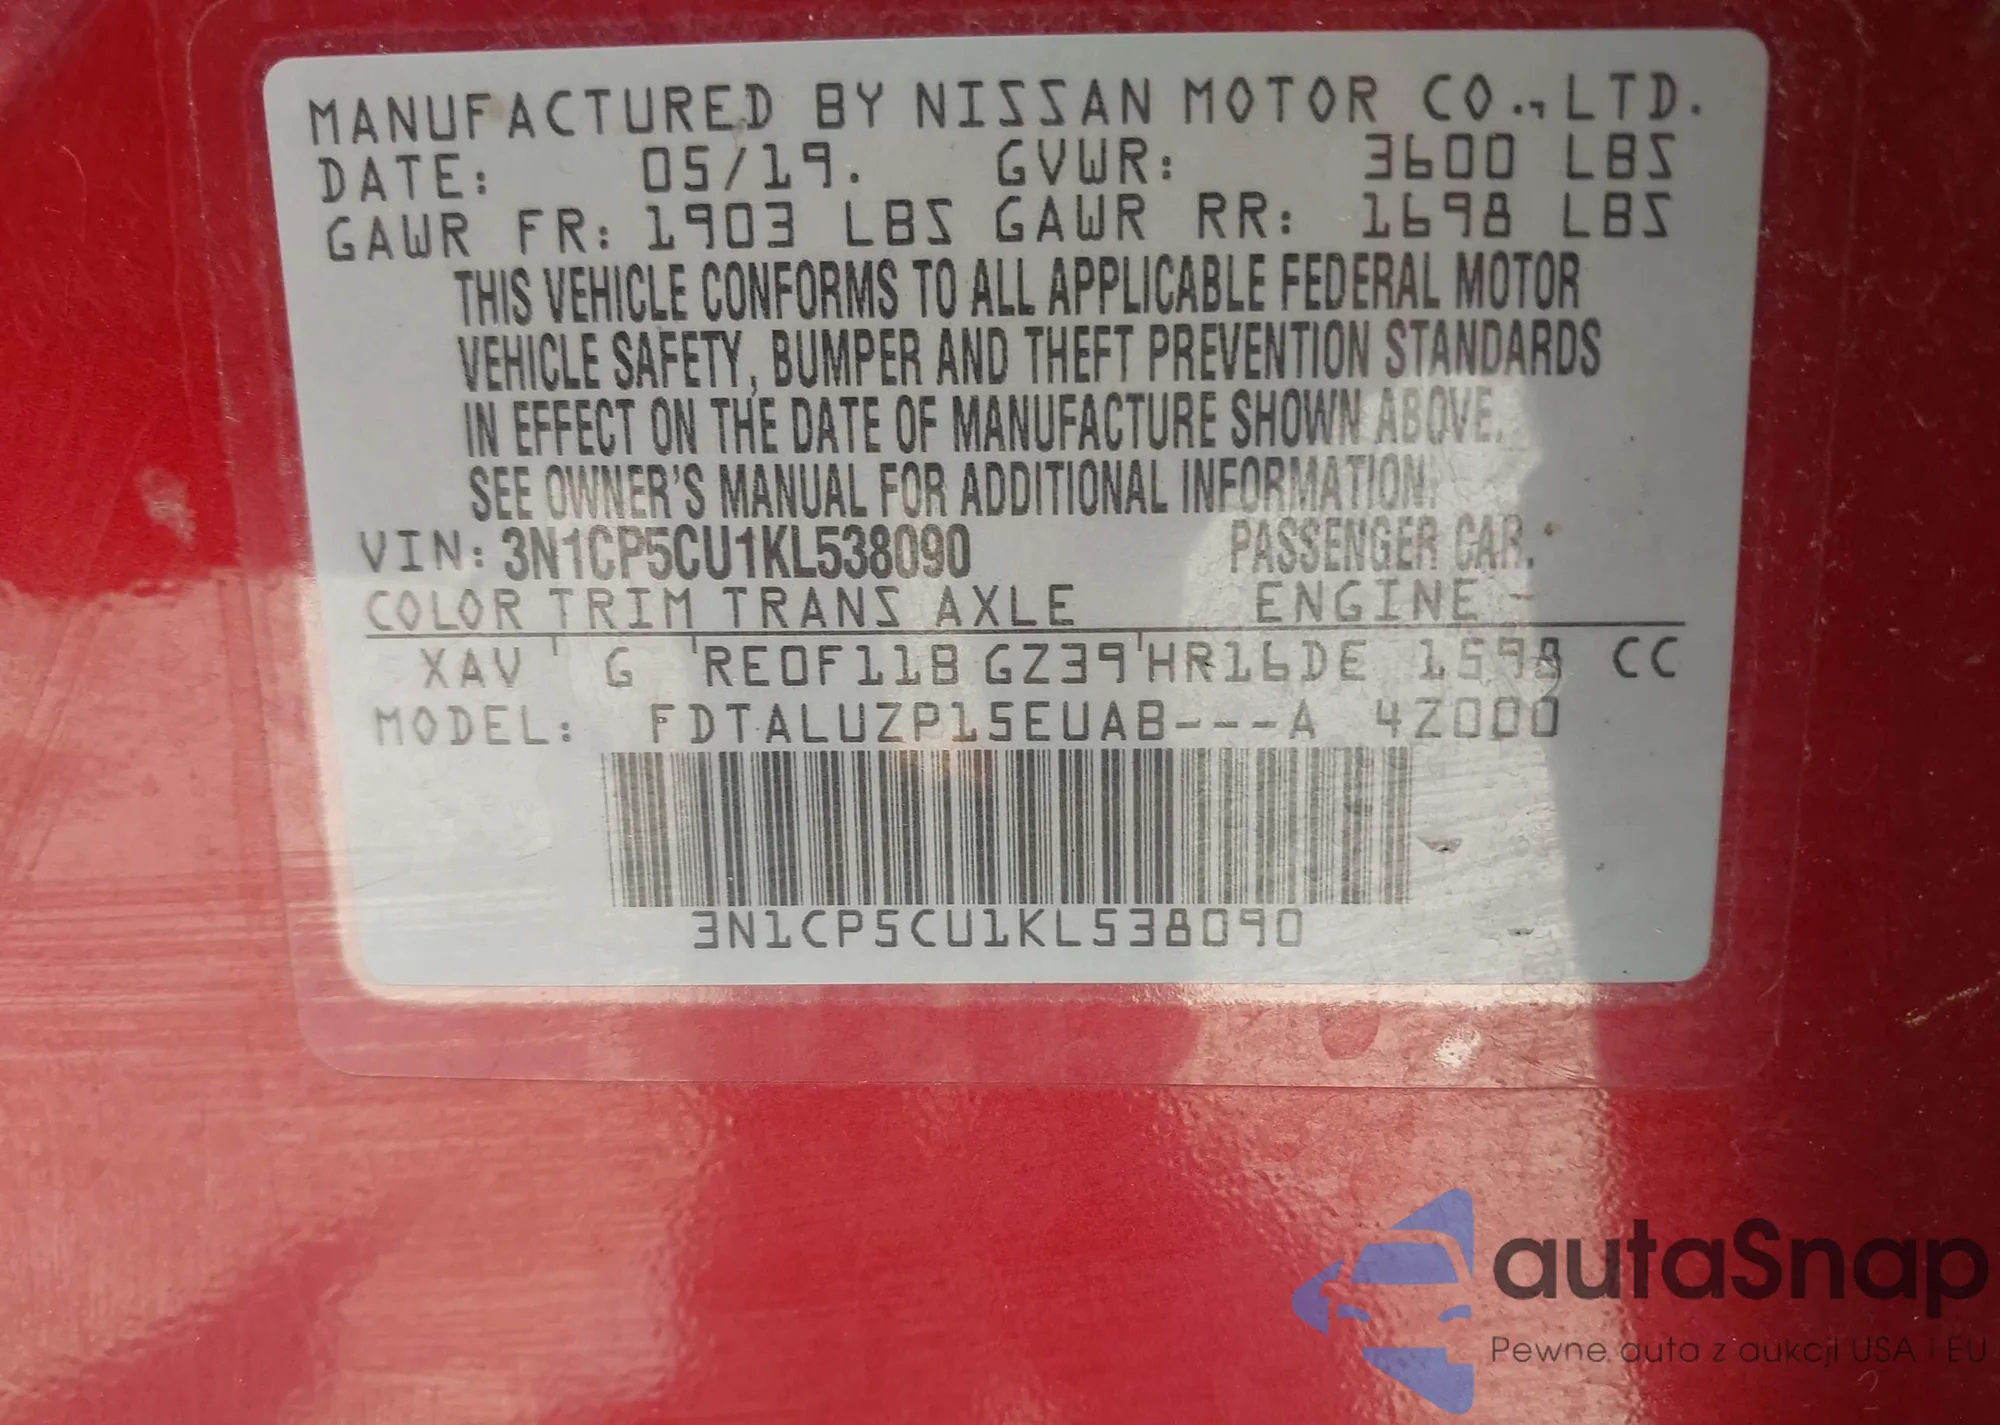 MANUFACTURED BY NISSAN MOTOR CO., LTD.
DATE: 05/19. GVWR: 3600 LBS
GAWR FR: 1903 LBS GAWR RR: 1698 LBS
THIS VEHICLE CONFORMS TO ALL APPLICABLE FEDERAL MOTOR
VEHICLE SAFETY, BUMPER AND THEFT PREVENTION STANDARDS
IN EFFECT ON THE DATE OF MANUFACTURE SHOWN ABOVE.
SEE OWNER'S MANUAL FOR ADDITIONAL INFORMATION.
VIN: 3N1CP5CU1KL538090 PASSENGER CAR.
COLOR TRIM TRANS AXLE ENGINE
XAV G RE0F11B GZ39 HR16DE 1598 CC
MODEL: FDTALUZP15EUAB---A 4Z000
3N1CP5CU1KL538090
autaSnap
Pewne auta z aukcji USA i EU